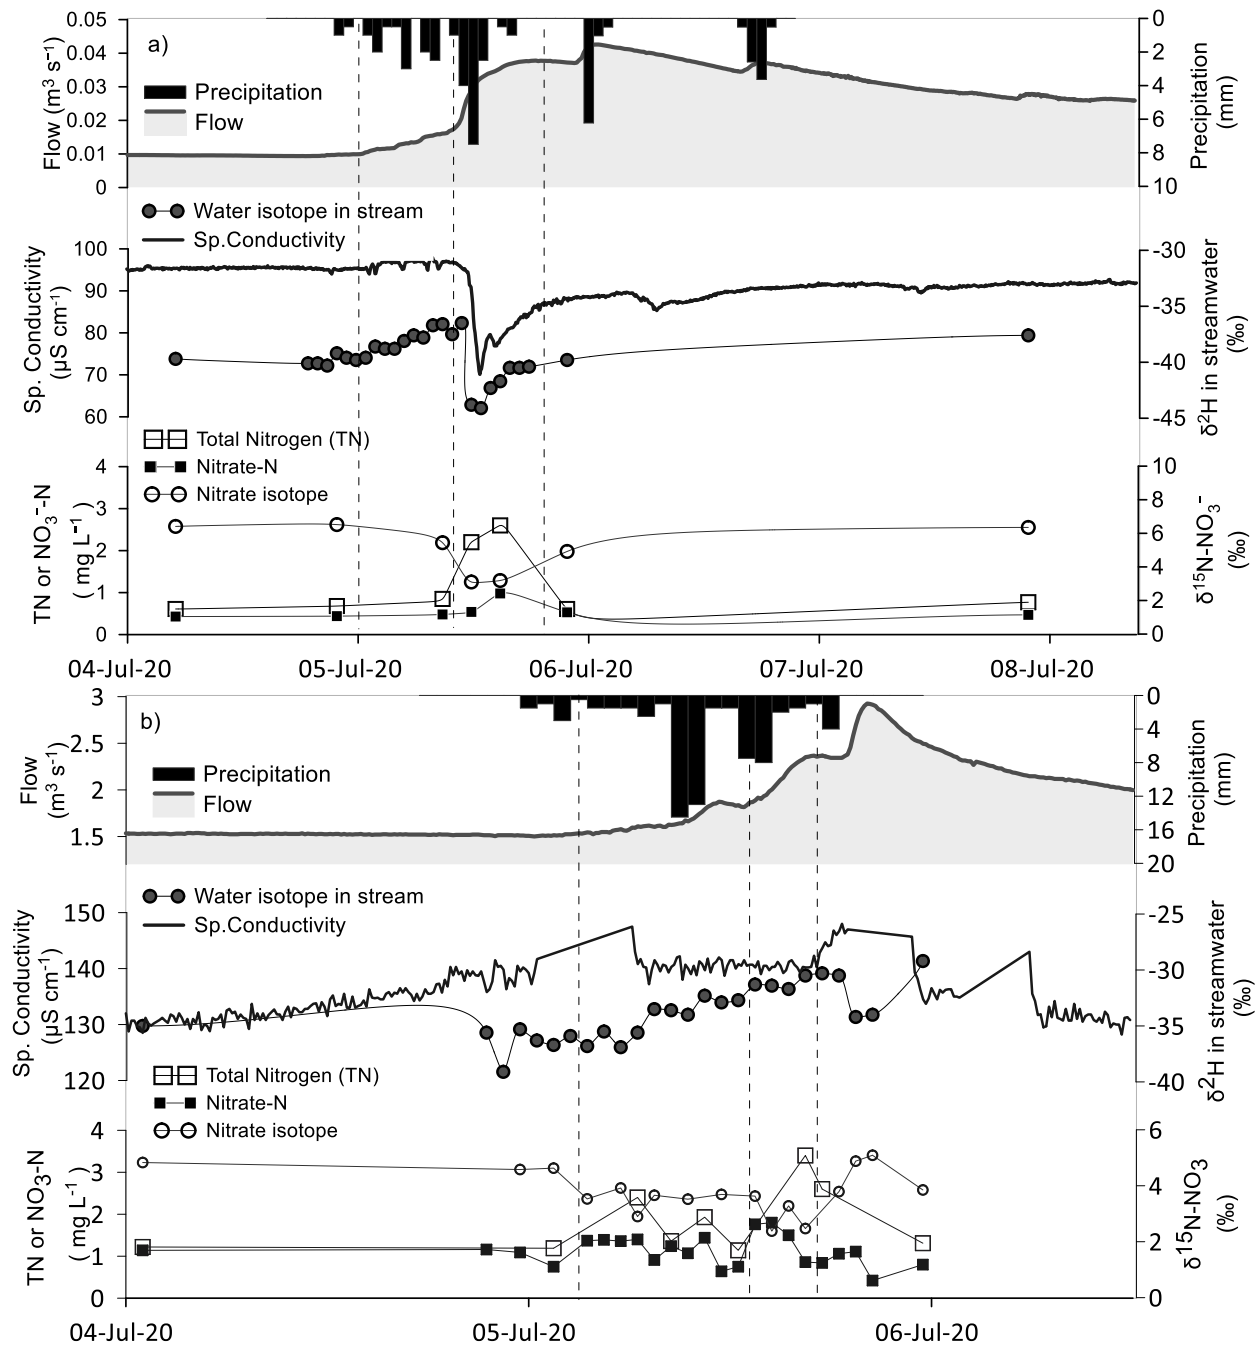 a)
Flow (m³ s⁻¹)
0.05
0.04
0.03
0.02
0.01
0
Precipitation
Flow
0
2
4
6
8
10
Precipitation
(mm)
Water isotope in stream
Sp.Conductivity
Sp. Conductivity
(µS cm⁻¹)
100
90
80
70
60
-30
-35
-40
-45
δ²H in streamwater
(‰)
Total Nitrogen (TN)
Nitrate-N
Nitrate isotope
TN or NO₃⁻-N
( mg L⁻¹ )
4
3
2
1
0
10
8
6
4
2
0
δ¹⁵N-NO₃⁻
(‰)
04-Jul-20
05-Jul-20
06-Jul-20
07-Jul-20
08-Jul-20
b)
Flow
(m³ s⁻¹)
3
2.5
2
1.5
Precipitation
Flow
0
4
8
12
16
20
Precipitation
(mm)
Water isotope in stream
Sp.Conductivity
Sp. Conductivity
(µS cm⁻¹)
150
140
130
120
-25
-30
-35
-40
δ²H in streamwater
(‰)
Total Nitrogen (TN)
Nitrate-N
Nitrate isotope
TN or NO₃-N
( mg L⁻¹ )
4
3
2
1
0
6
4
2
0
δ¹⁵N-NO₃
(‰)
04-Jul-20
05-Jul-20
06-Jul-20